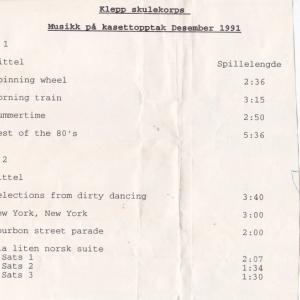 Klepp skulekorps
Musikk på kasettopptak Desember 1991
1
ittel Spillelengde
pinning wheel 2:36
orning train 3:15
ummertime 2:50
est of the 80's 5:36
2
ittel
elections from dirty dancing 3:40
ew York, New York 3:00
ourbon street parade 2:00
la liten norsk suite
Sats 1 2:07
Sats 2 1:34
Sats 3 1:30